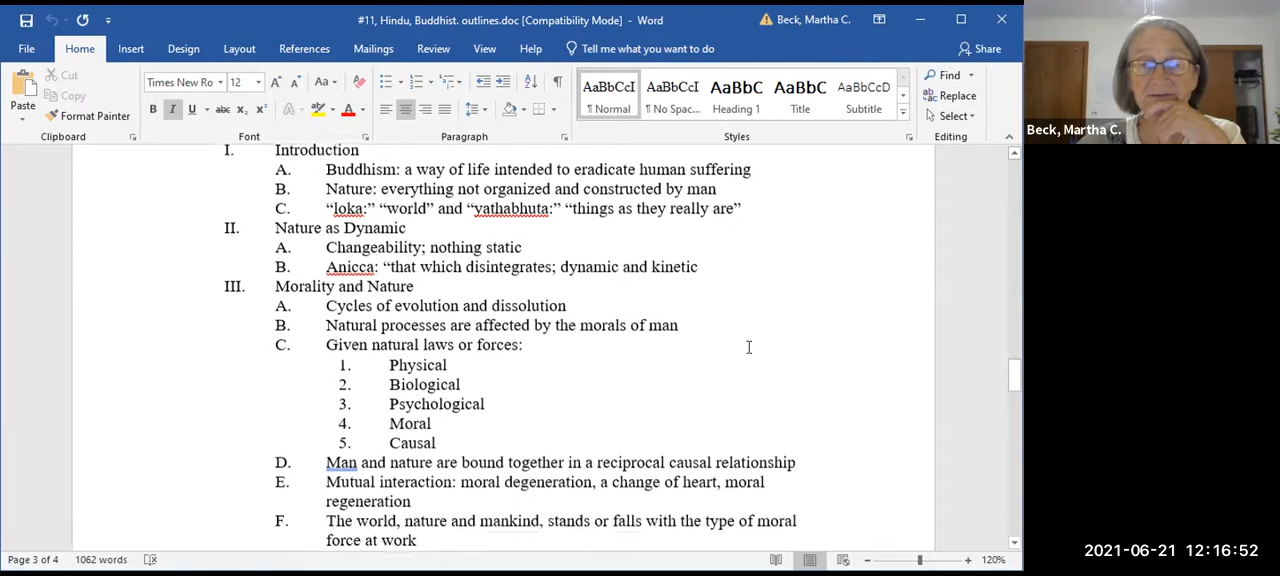 #11, Hindu, Buddhist. outlines.doc [Compatibility Mode] - Word
Beck, Martha C.
File Home Insert Design Layout References Mailings Review View Help Tell me what you want to do Share
Paste
Cut
Copy
Format Painter
Clipboard
Times New Ro 12 Aa
B I U abc X₂ X² A ab A
Font
Paragraph
AaBbCcI AaBbCcI AaBbC AaBbC AaBbCcD
¶ Normal ¶ No Spac... Heading 1 Title Subtitle
Styles
Find
Replace
Select
Editing
Beck, Martha C.
I. Introduction
A. Buddhism: a way of life intended to eradicate human suffering
B. Nature: everything not organized and constructed by man
C. “loka:” “world” and “yathabhuta:” “things as they really are”
II. Nature as Dynamic
A. Changeability; nothing static
B. Anicca: “that which disintegrates; dynamic and kinetic
III. Morality and Nature
A. Cycles of evolution and dissolution
B. Natural processes are affected by the morals of man
C. Given natural laws or forces:
1. Physical
2. Biological
3. Psychological
4. Moral
5. Causal
D. Man and nature are bound together in a reciprocal causal relationship
E. Mutual interaction: moral degeneration, a change of heart, moral
regeneration
F. The world, nature and mankind, stands or falls with the type of moral
force at work
Page 3 of 4 1062 words 120%
2021-06-21 12:16:52